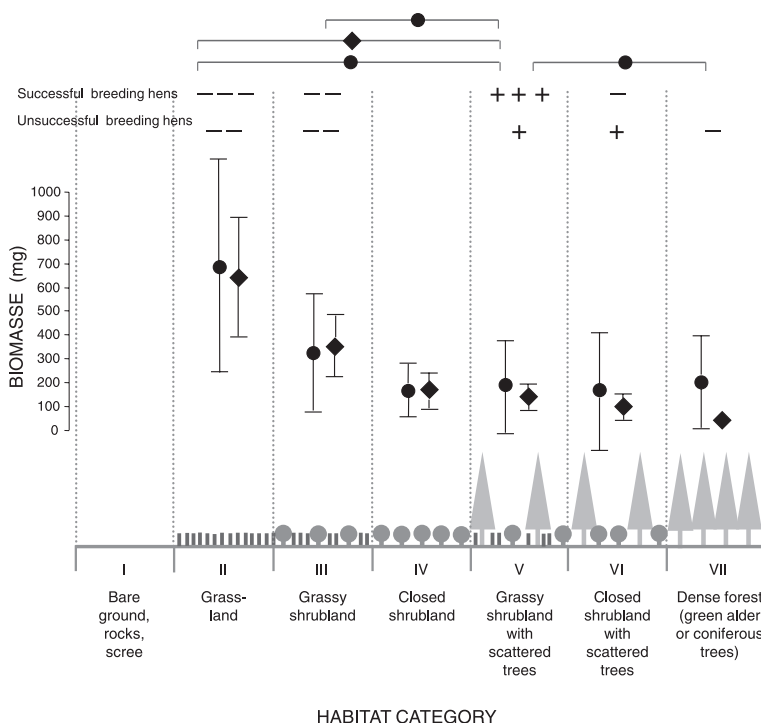 Successful breeding hens — — — — — + + + —
Unsuccessful breeding hens — — — — + + —
1000
900
800
700
600
500
400
300
200
100
0
BIOMASSE (mg)
I II III IV V VI VII
Bare Grass- Grassy Closed Grassy Closed Dense forest
ground, land shrubland shrubland shrubland shrubland (green alder
rocks, with with or coniferous
scree scattered scattered trees)
trees trees
HABITAT CATEGORY